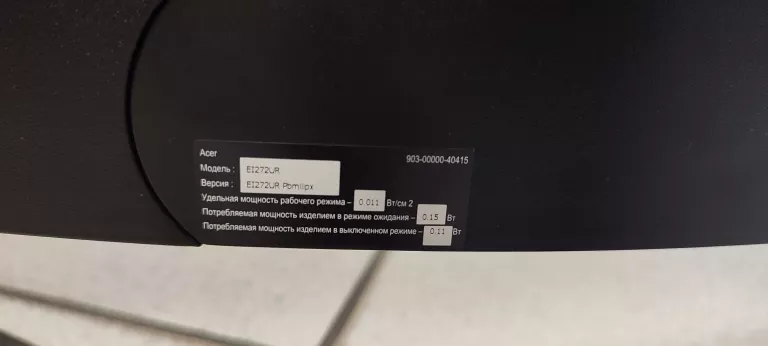 Acer 903-00000-40415
Модель : EI272UR
Версия : EI272UR Pbmiipx
Удельная мощность рабочего режима – 0.011 Вт/см 2
Потребляемая мощность изделием в режиме ожидания – 0.15 Вт
Потребляемая мощность изделием в выключенном режиме – 0.11 Вт